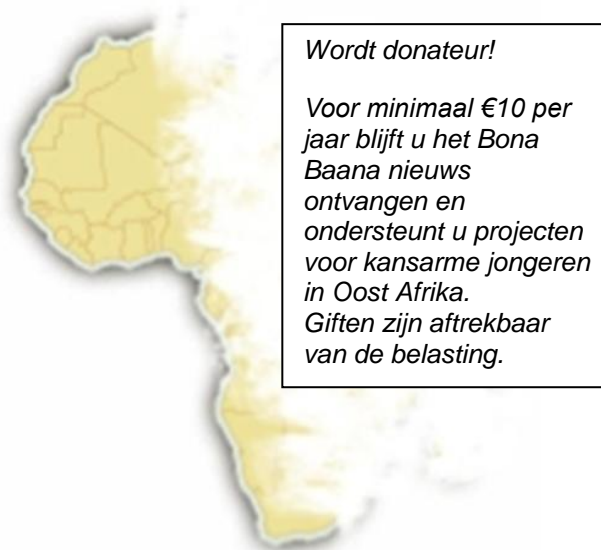 Wordt donateur!
Voor minimaal €10 per
jaar blijft u het Bona
Baana nieuws
ontvangen en
ondersteunt u projecten
voor kansarme jongeren
in Oost Afrika.
Giften zijn aftrekbaar
van de belasting.